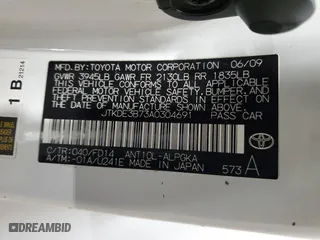 MFD. BY: TOYOTA MOTOR CORPORATION 06/09
GVWR 3945LB GAWR FR 2130LB RR 1835LB
THIS VEHICLE CONFORMS TO ALL APPLICABLE
FEDERAL MOTOR VEHICLE SAFETY, BUMPER, AND
THEFT PREVENTION STANDARDS IN EFFECT ON THE
DATE OF MANUFACTURE SHOWN ABOVE.
JTKDE3B73A0304691 PASS CAR
C/TR: 040/FD14 ANT10L-ALPGKA
A/TM: -01A/U241E MADE IN JAPAN 573 A
TOYOTA
1 B
21214
DREAMBID